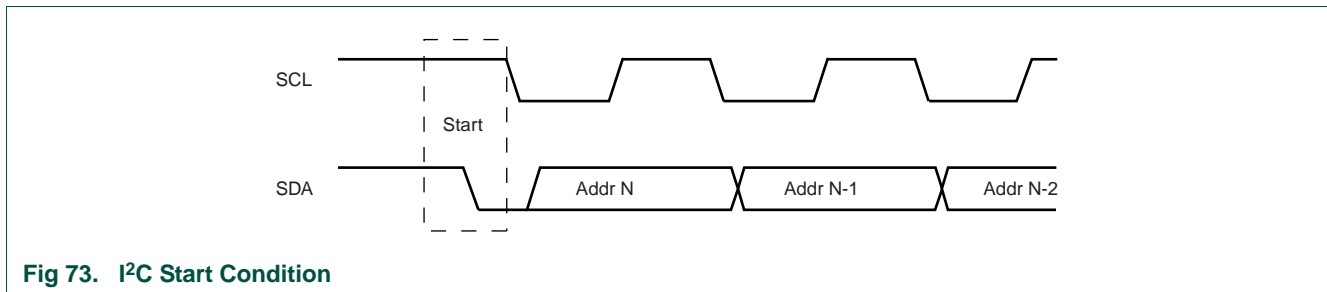 SCL
Start
SDA
Addr N
Addr N-1
Addr N-2
Fig 73. I²C Start Condition